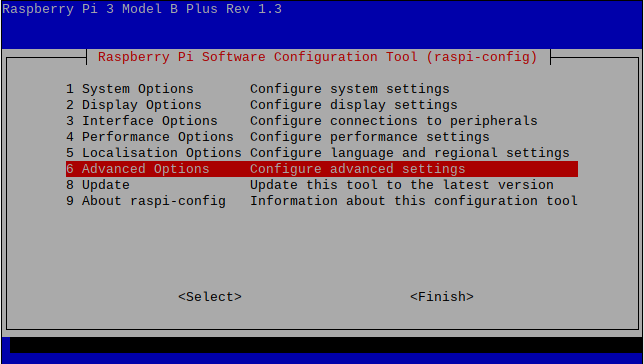 Raspberry Pi 3 Model B Plus Rev 1.3
Raspberry Pi Software Configuration Tool (raspi-config)
1 System Options Configure system settings
2 Display Options Configure display settings
3 Interface Options Configure connections to peripherals
4 Performance Options Configure performance settings
5 Localisation Options Configure language and regional settings
6 Advanced Options Configure advanced settings
8 Update Update this tool to the latest version
9 About raspi-config Information about this configuration tool
<Select> <Finish>